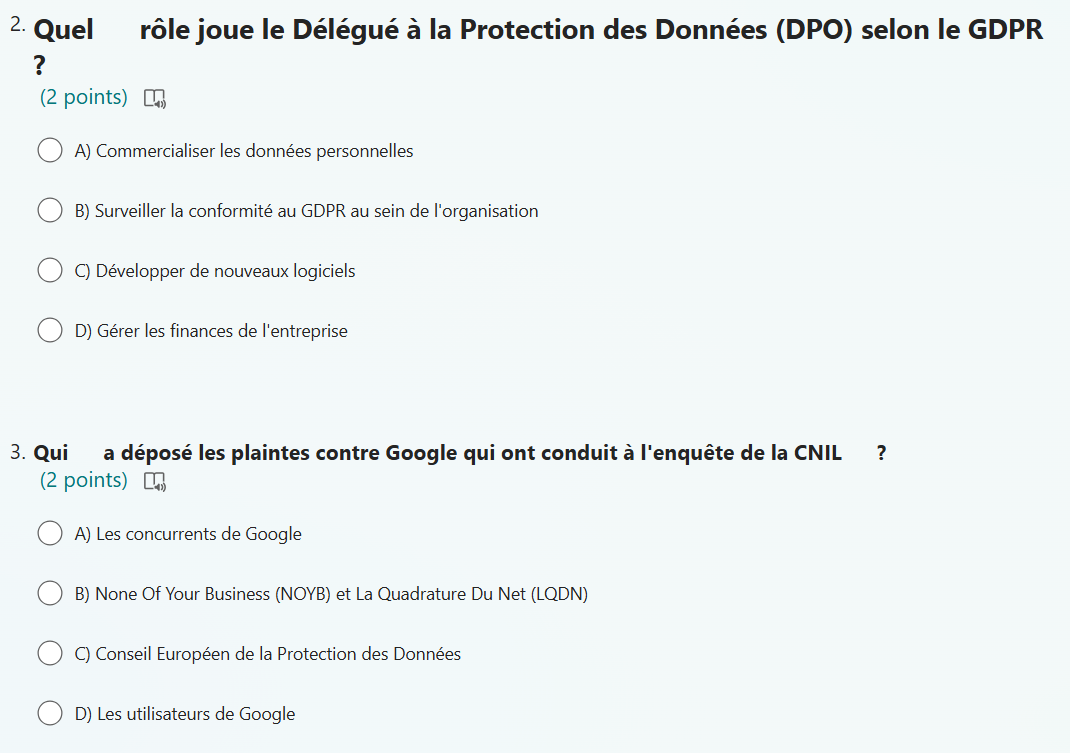 2. Quel rôle joue le Délégué à la Protection des Données (DPO) selon le GDPR
?
(2 points)
A) Commercialiser les données personnelles
B) Surveiller la conformité au GDPR au sein de l'organisation
C) Développer de nouveaux logiciels
D) Gérer les finances de l'entreprise
3. Qui a déposé les plaintes contre Google qui ont conduit à l'enquête de la CNIL ?
(2 points)
A) Les concurrents de Google
B) None Of Your Business (NOYB) et La Quadrature Du Net (LQDN)
C) Conseil Européen de la Protection des Données
D) Les utilisateurs de Google